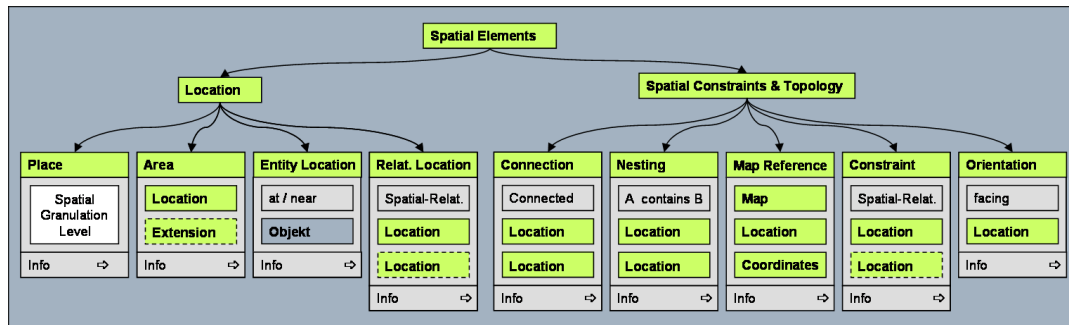 Spatial Elements
Location
Spatial Constraints & Topology
Place
Spatial
Granulation
Level
Info
Area
Location
Extension
Info
Entity Location
at / near
Objekt
Info
Relat. Location
Spatial-Relat.
Location
Location
Info
Connection
Connected
Location
Location
Info
Nesting
A contains B
Location
Location
Info
Map Reference
Map
Location
Coordinates
Info
Constraint
Spatial-Relat.
Location
Location
Info
Orientation
facing
Location
Info